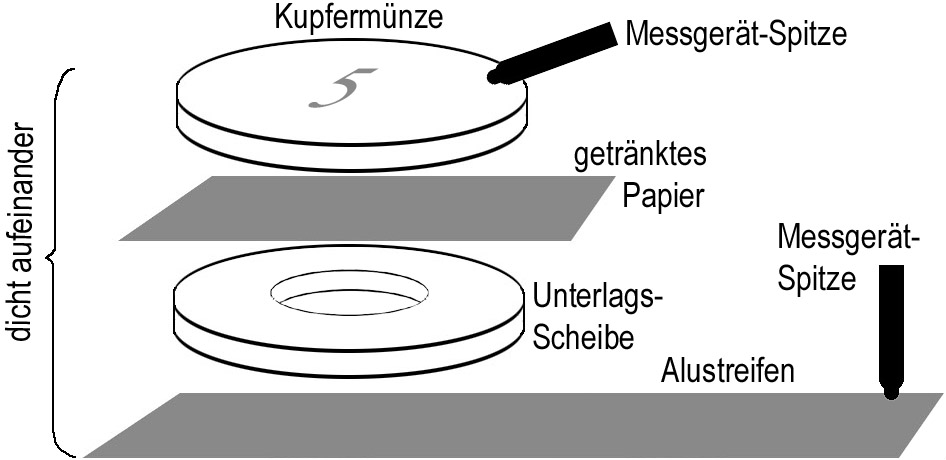 Kupfermünze
Messgerät-Spitze
5
getränktes
Papier
dicht aufeinander
Messgerät-
Spitze
Unterlags-
Scheibe
Alustreifen